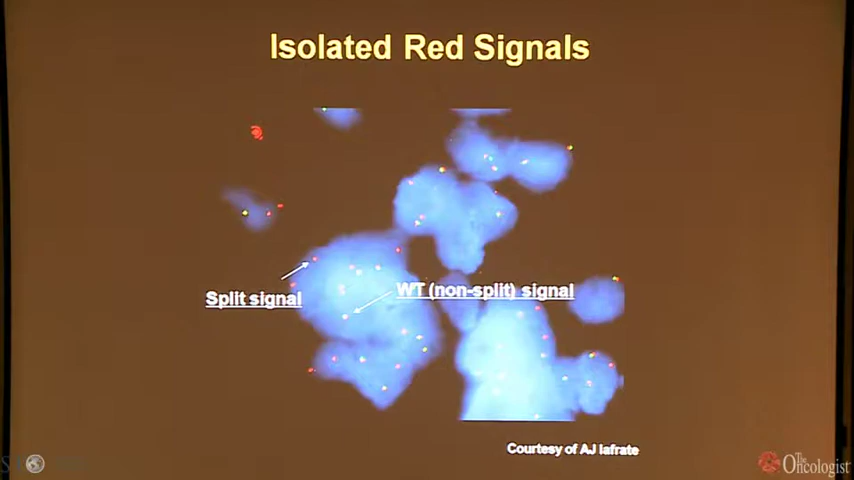 Isolated Red Signals
Split signal
WT (non-split) signal
Courtesy of AJ Iafrate
The Oncologist